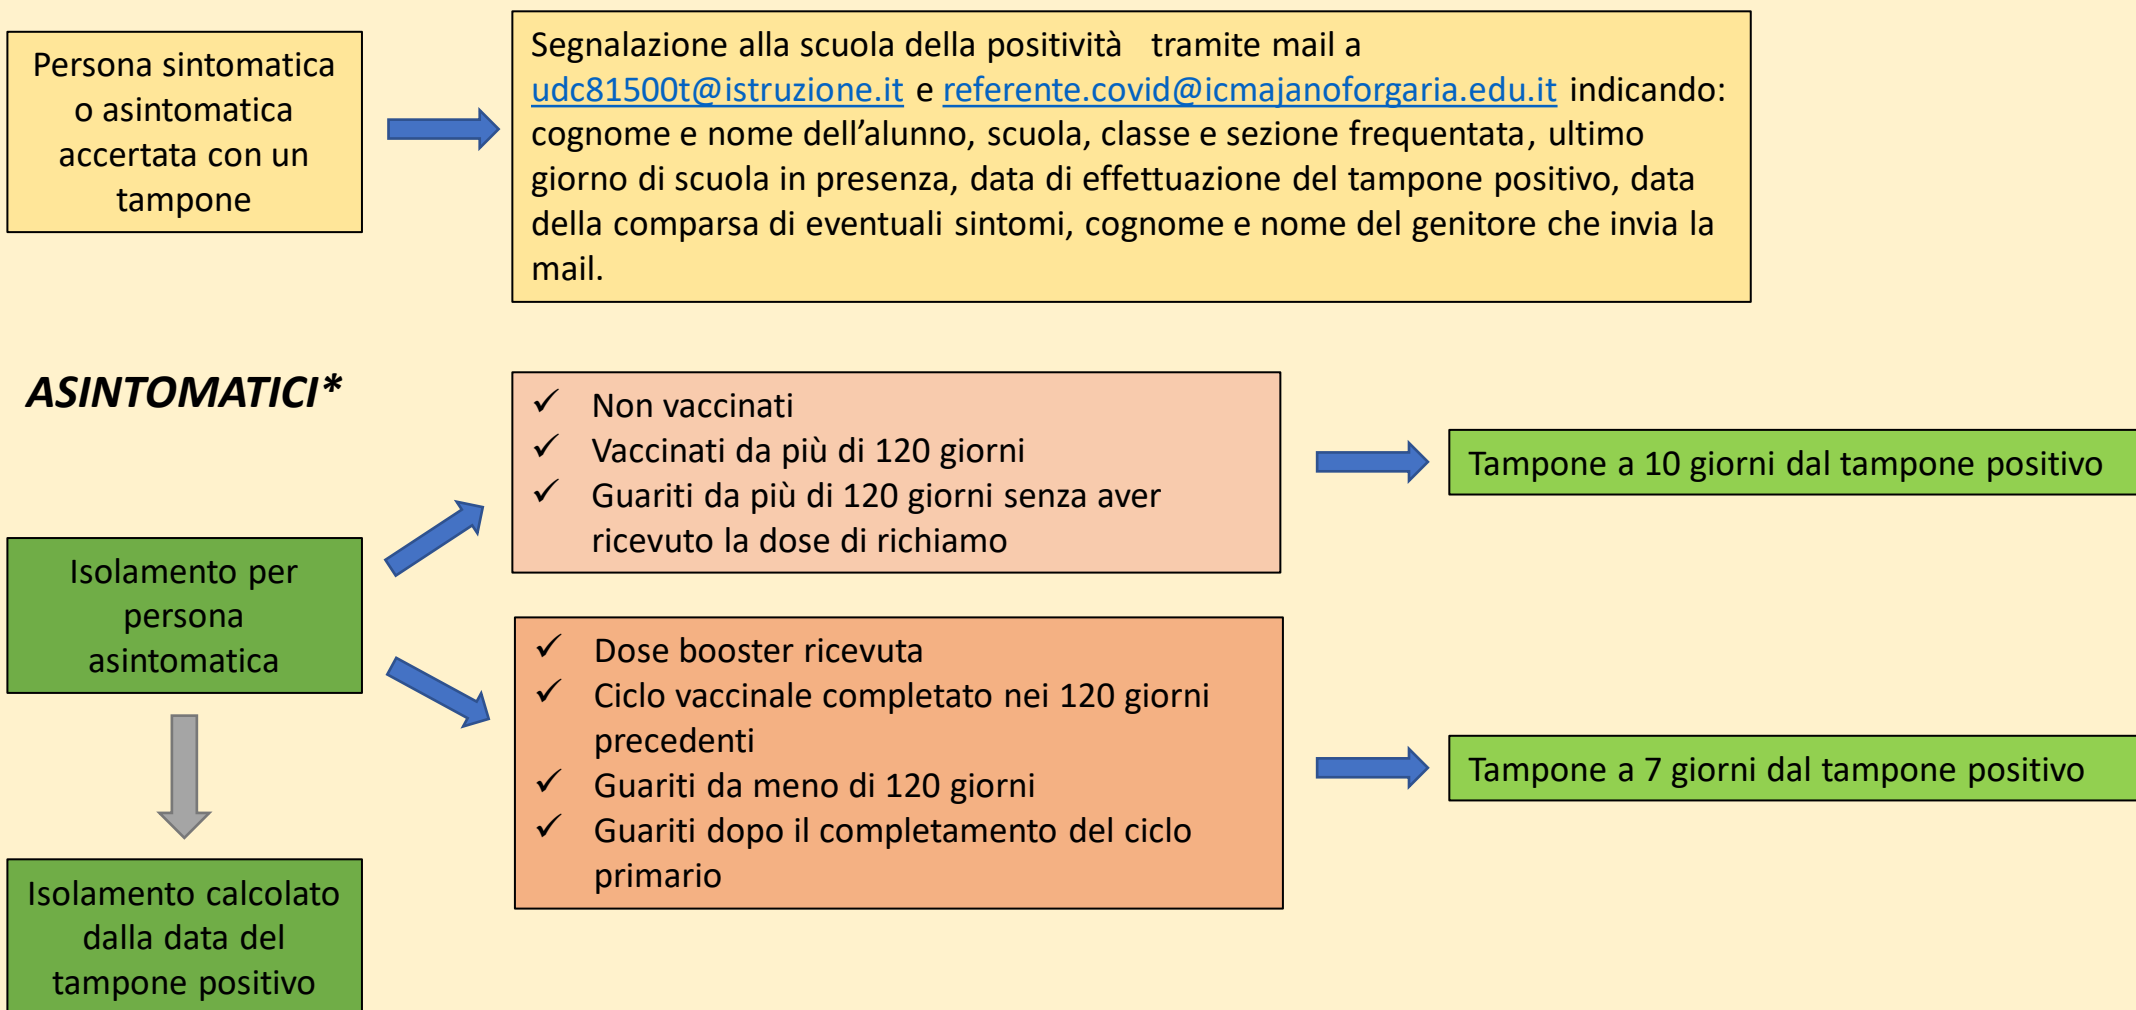 Persona sintomatica
o asintomatica
accertata con un
tampone
Segnalazione alla scuola della positività tramite mail a
udc81500t@istruzione.it e referente.covid@icmajanoforgaria.edu.it indicando:
cognome e nome dell’alunno, scuola, classe e sezione frequentata, ultimo
giorno di scuola in presenza, data di effettuazione del tampone positivo, data
della comparsa di eventuali sintomi, cognome e nome del genitore che invia la
mail.
ASINTOMATICI*
✓ Non vaccinati
✓ Vaccinati da più di 120 giorni
✓ Guariti da più di 120 giorni senza aver
ricevuto la dose di richiamo
Tampone a 10 giorni dal tampone positivo
Isolamento per
persona
asintomatica
✓ Dose booster ricevuta
✓ Ciclo vaccinale completato nei 120 giorni
precedenti
✓ Guariti da meno di 120 giorni
✓ Guariti dopo il completamento del ciclo
primario
Tampone a 7 giorni dal tampone positivo
Isolamento calcolato
dalla data del
tampone positivo